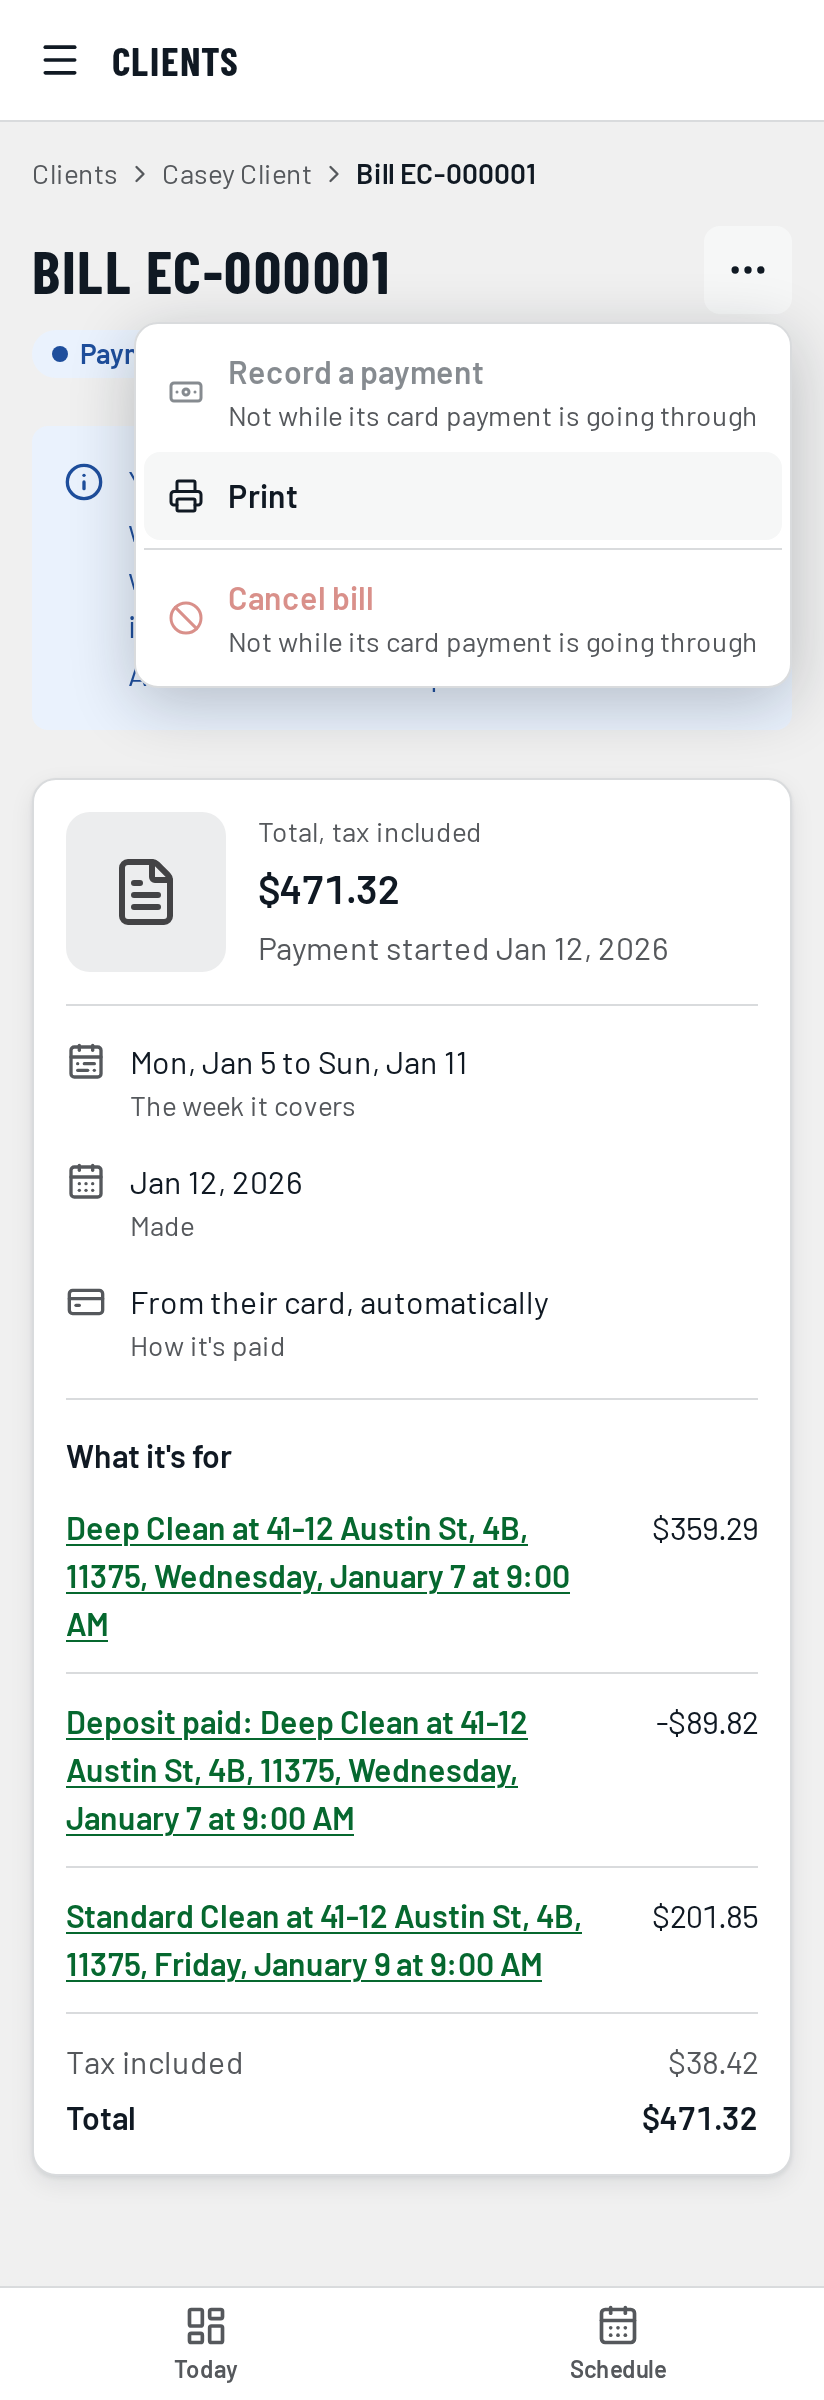 CLIENTS
Clients > Casey Client > Bill EC-000001
BILL EC-000001
Record a payment
Not while its card payment is going through
Print
Cancel bill
Not while its card payment is going through
Total, tax included
$471.32
Payment started Jan 12, 2026
Mon, Jan 5 to Sun, Jan 11
The week it covers
Jan 12, 2026
Made
From their card, automatically
How it's paid
What it's for
Deep Clean at 41-12 Austin St, 4B, $359.29
11375, Wednesday, January 7 at 9:00
AM
Deposit paid: Deep Clean at 41-12 -$89.82
Austin St, 4B, 11375, Wednesday,
January 7 at 9:00 AM
Standard Clean at 41-12 Austin St, 4B, $201.85
11375, Friday, January 9 at 9:00 AM
Tax included $38.42
Total $471.32
Today Schedule